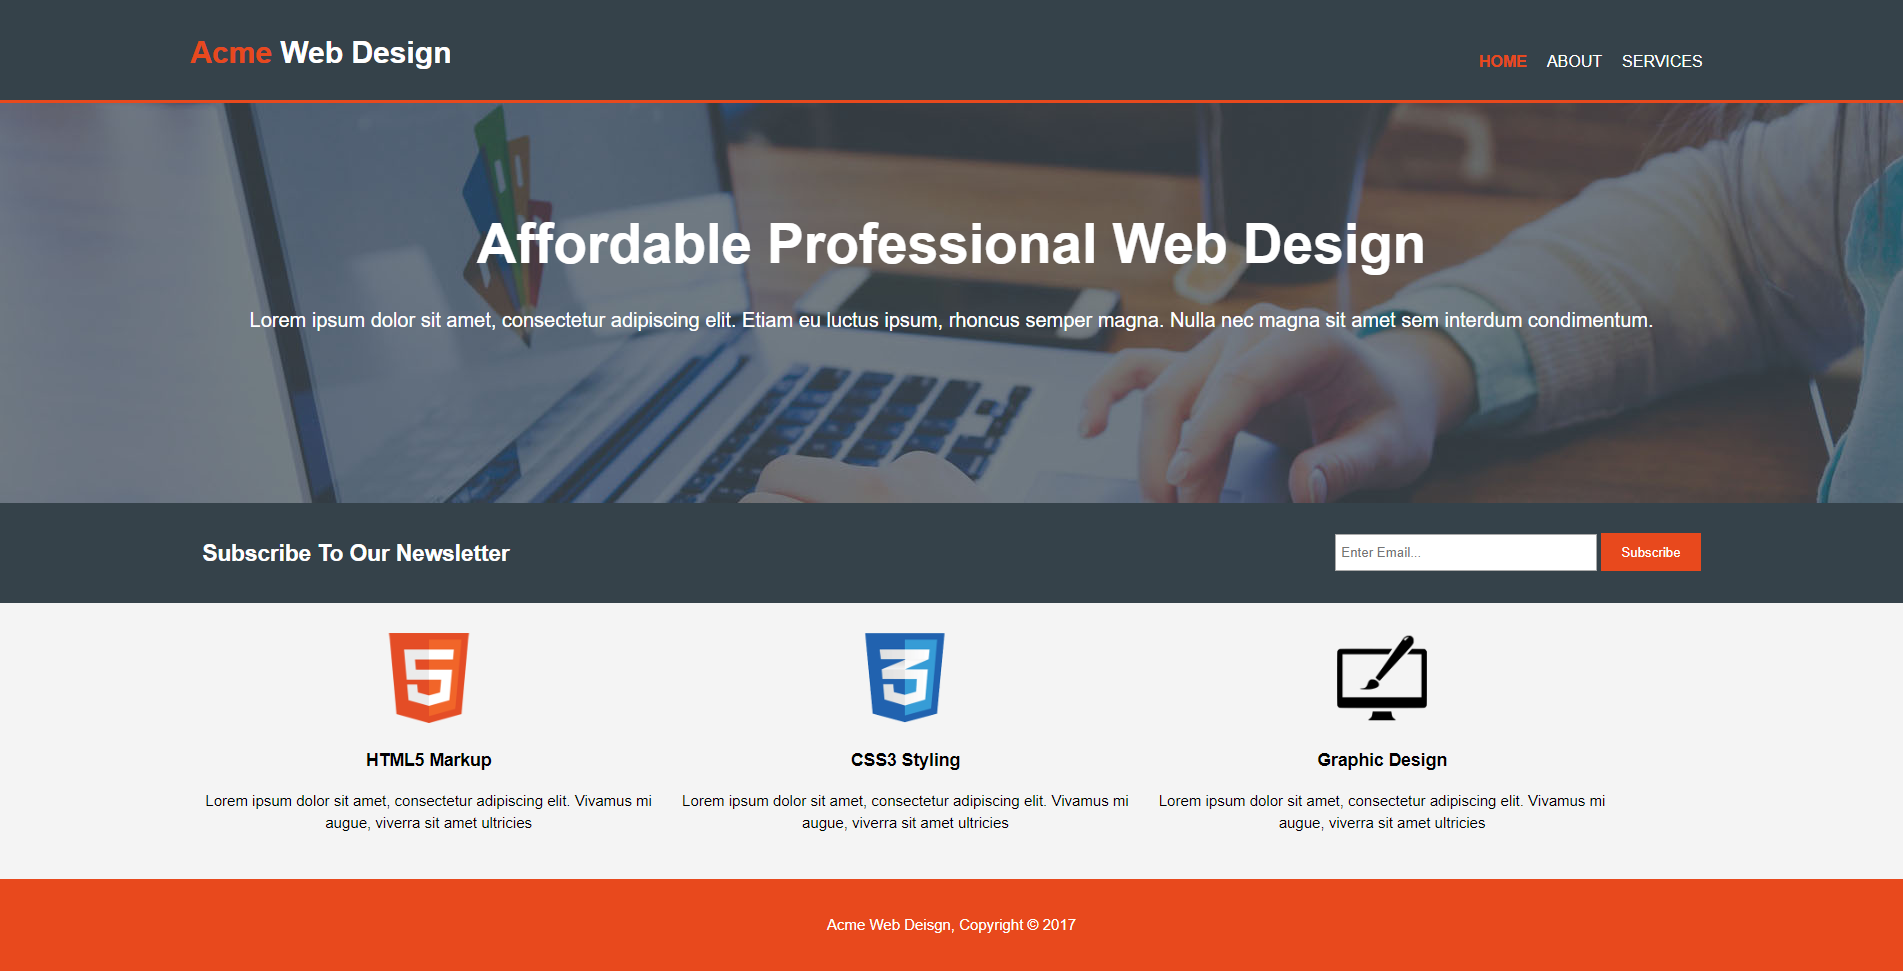 Acme Web Design
HOME ABOUT SERVICES
Affordable Professional Web Design
Lorem ipsum dolor sit amet, consectetur adipiscing elit. Etiam eu luctus ipsum, rhoncus semper magna. Nulla nec magna sit amet sem interdum condimentum.
Subscribe To Our Newsletter
Enter Email... Subscribe
HTML5 Markup
Lorem ipsum dolor sit amet, consectetur adipiscing elit. Vivamus mi
augue, viverra sit amet ultricies
CSS3 Styling
Lorem ipsum dolor sit amet, consectetur adipiscing elit. Vivamus mi
augue, viverra sit amet ultricies
Graphic Design
Lorem ipsum dolor sit amet, consectetur adipiscing elit. Vivamus mi
augue, viverra sit amet ultricies
Acme Web Deisgn, Copyright © 2017